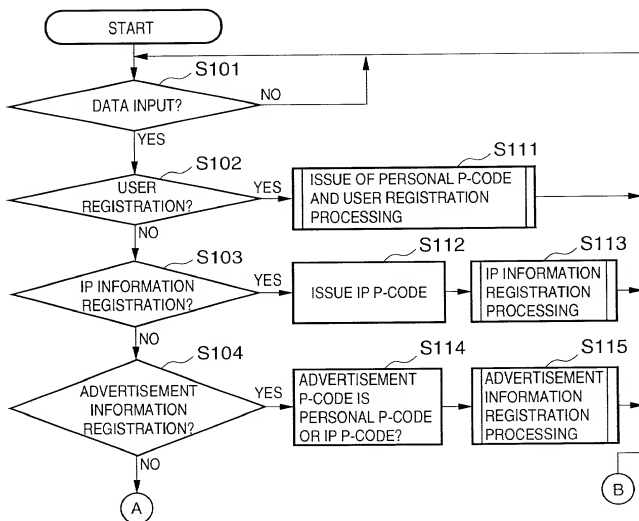 START
S101
DATA INPUT?
NO
YES
S102
USER
REGISTRATION?
YES
NO
S111
ISSUE OF PERSONAL P-CODE
AND USER REGISTRATION
PROCESSING
S103
IP INFORMATION
REGISTRATION?
YES
NO
S112
ISSUE IP P-CODE
S113
IP INFORMATION
REGISTRATION
PROCESSING
S104
ADVERTISEMENT
INFORMATION
REGISTRATION?
YES
NO
S114
ADVERTISEMENT
P-CODE IS
PERSONAL P-CODE
OR IP P-CODE?
S115
ADVERTISEMENT
INFORMATION
REGISTRATION
PROCESSING
A
B